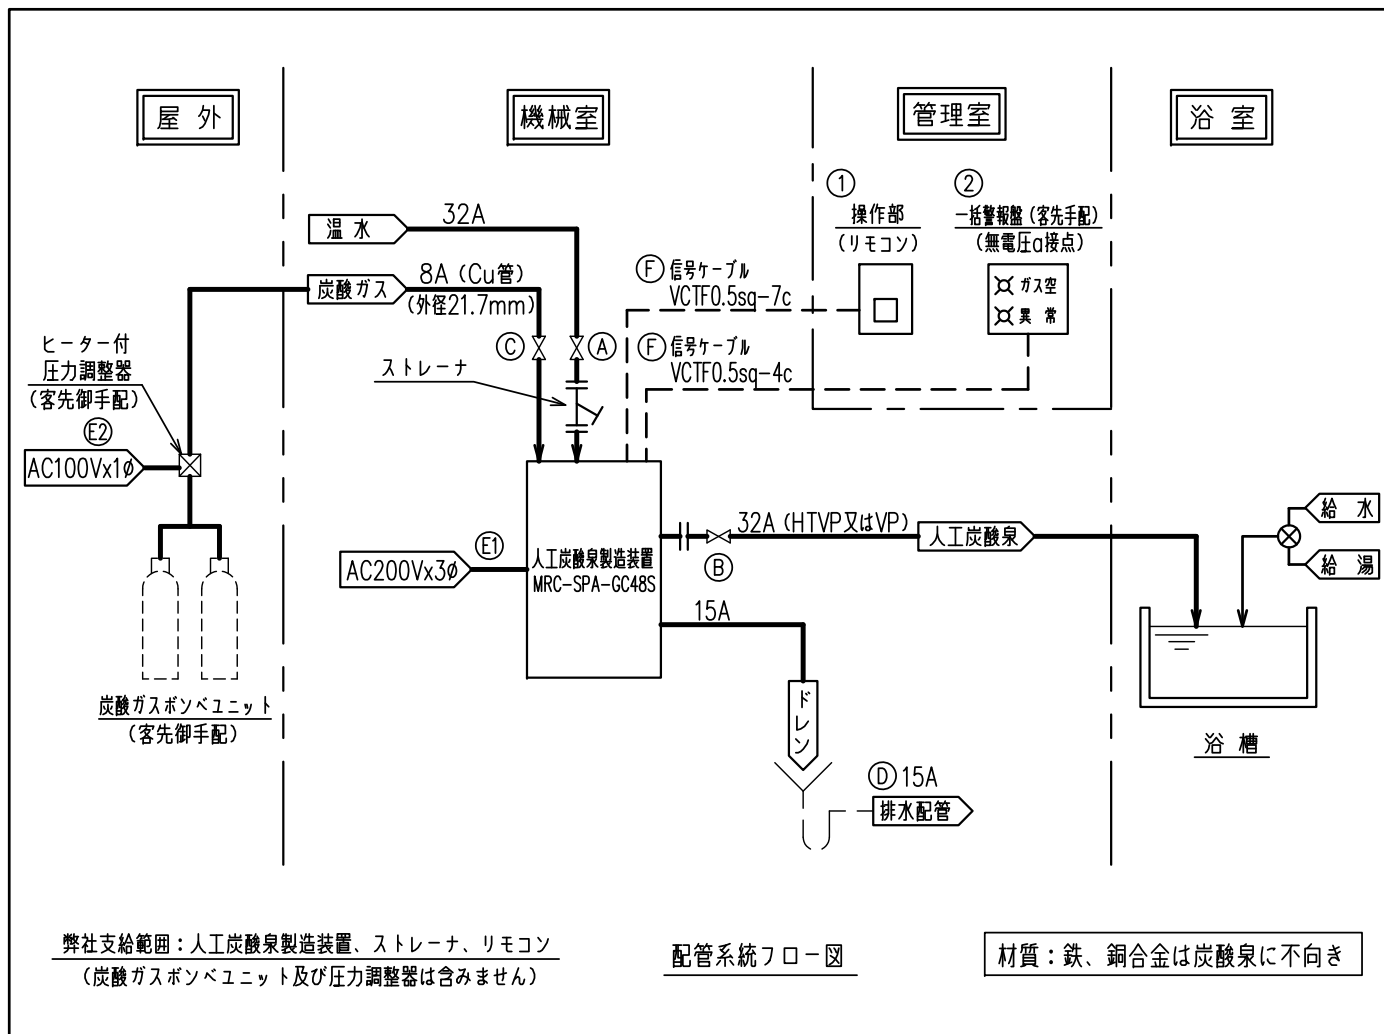 屋 外
機械室
管理室
浴 室
①
操作部
(リモコン)
②
一括警報盤(客先手配)
(無電圧a接点)
ガス空
異 常
温 水
32A
炭酸ガス
8A (Cu管)
(外径21.7mm)
Ⓕ 信号ケーブル
VCTF0.5sq-7c
Ⓕ 信号ケーブル
VCTF0.5sq-4c
Ⓒ
Ⓐ
ストレーナ
ヒーター付
圧力調整器
(客先御手配)
E2
AC100Vx1ø
炭酸ガスボンベユニット
(客先御手配)
E1
AC200Vx3ø
人工炭酸泉製造装置
MRC-SPA-GC48S
32A (HTVP又はVP)
Ⓑ
人工炭酸泉
給 水
給 湯
浴 槽
15A
ドレン
Ⓓ 15A
排水配管
弊社支給範囲：人工炭酸泉製造装置、ストレーナ、リモコン
(炭酸ガスボンベユニット及び圧力調整器は含みません)
配管系統フロー図
材質：鉄、銅合金は炭酸泉に不向き